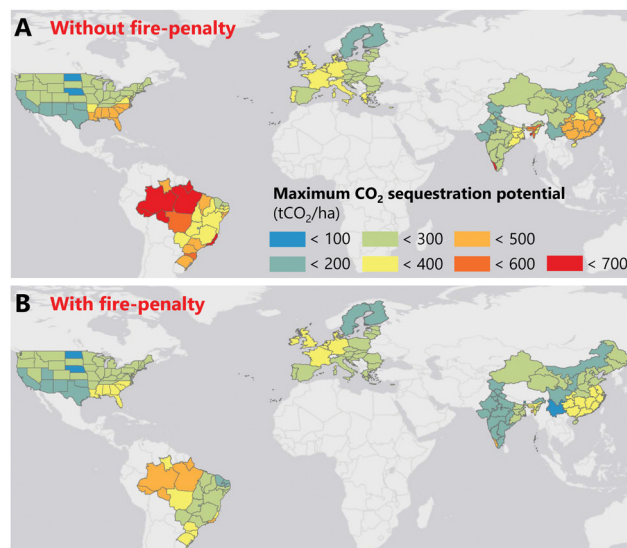 A Without fire-penalty
Maximum CO₂ sequestration potential
(tCO₂/ha)
< 100 < 300 < 500
< 200 < 400 < 600 < 700
B With fire-penalty